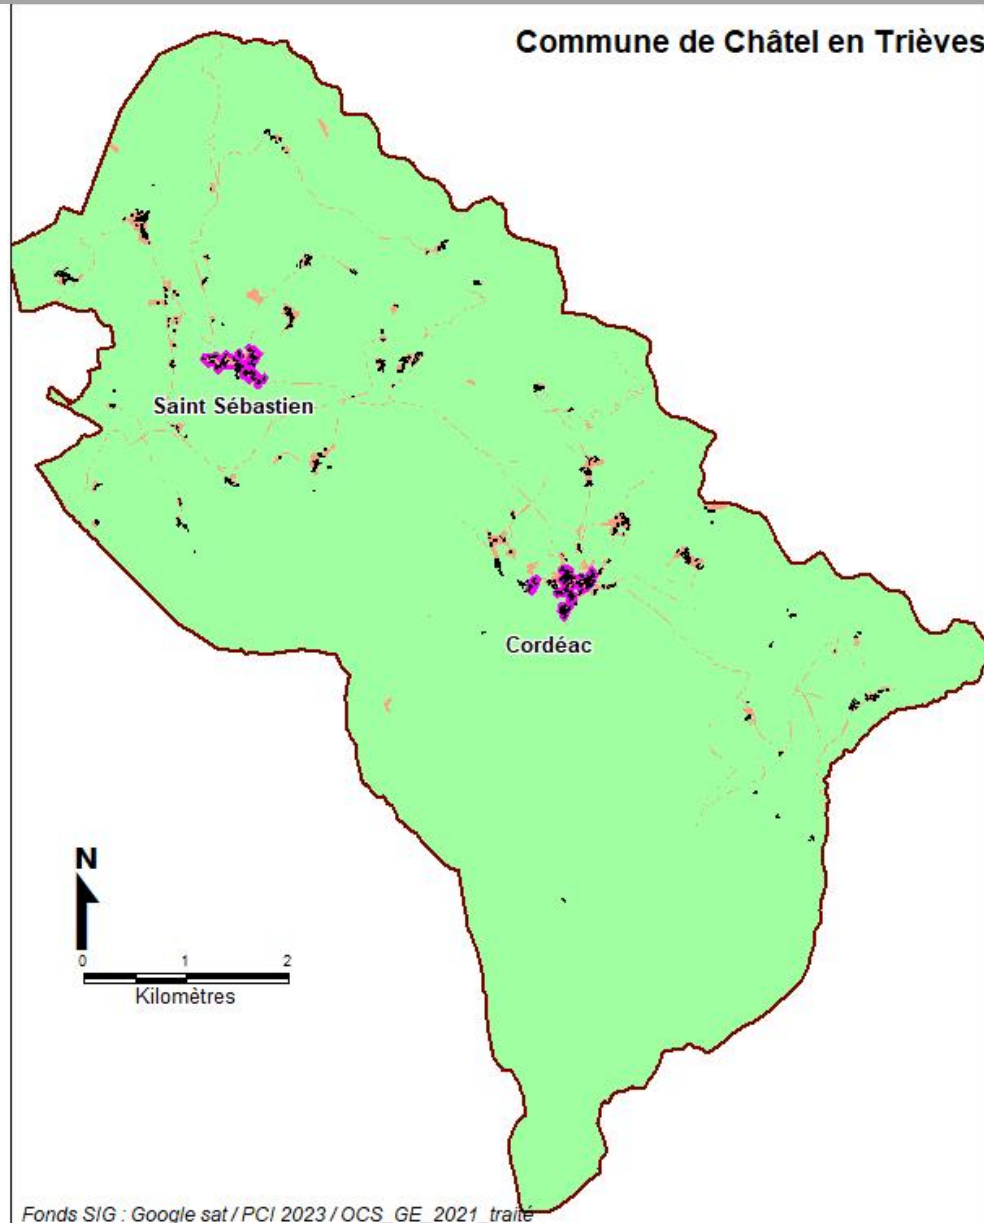 Commune de Châtel en Trièves
Saint Sébastien
Cordéac
N
0 1 2
Kilomètres
Fonds SIG : Google sat / PCI 2023 / OCS_GE_2021_traité